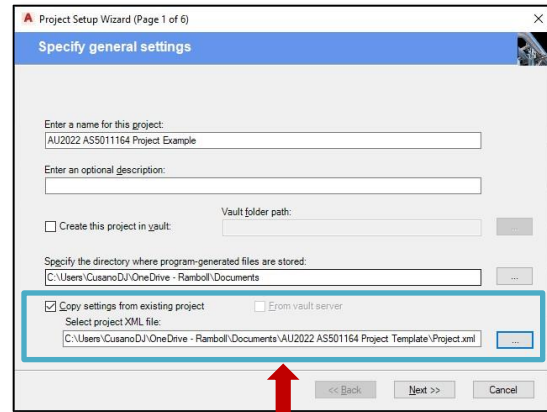 Project Setup Wizard (Page 1 of 6)
Specify general settings
Enter a name for this project:
AU2022 AS5011164 Project Example
Enter an optional description:
Vault folder path:
Create this project in vault:
...
Specify the directory where program-generated files are stored:
C:\Users\CusanoDJ\OneDrive - Ramboll\Documents
...
Copy settings from existing project From vault server
Select project XML file:
C:\Users\CusanoDJ\OneDrive - Ramboll\Documents\AU2022 AS501164 Project Template\Project.xml
...
<< Back Next >> Cancel